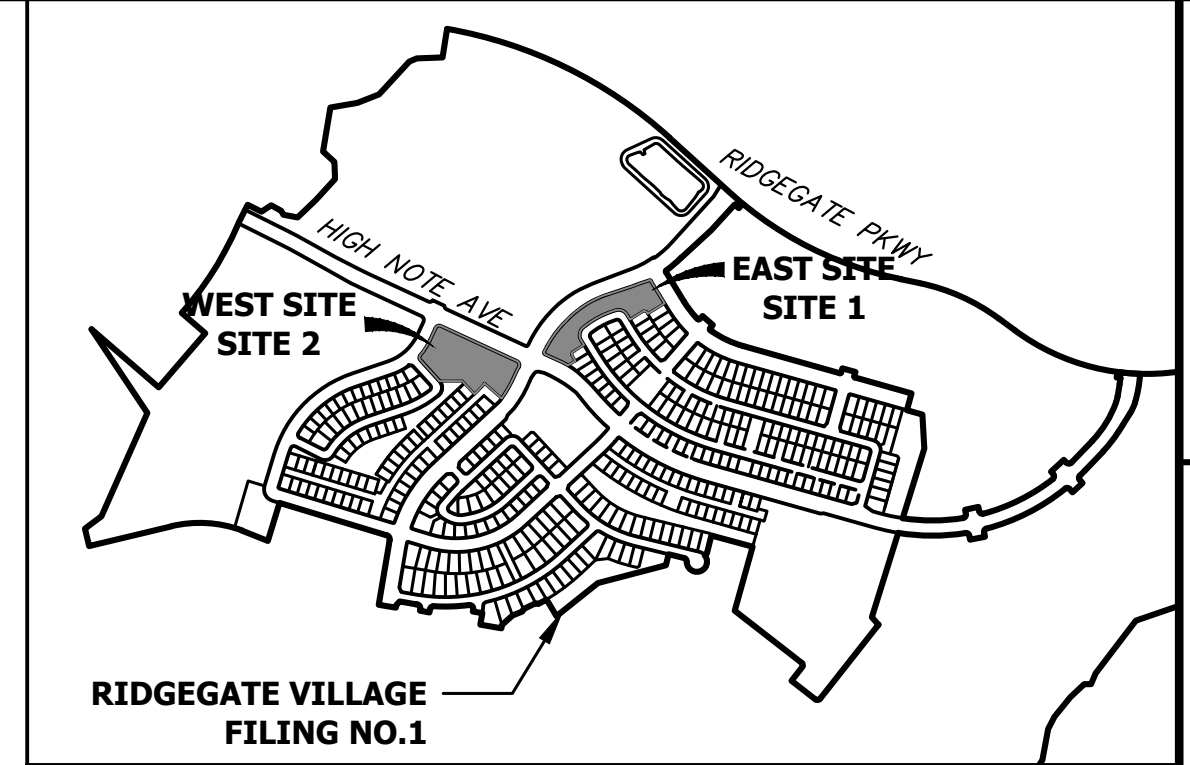 RIDGEGATE PKWY
HIGH NOTE AVE
EAST SITE
SITE 1
WEST SITE
SITE 2
RIDGEGATE VILLAGE
FILING NO.1